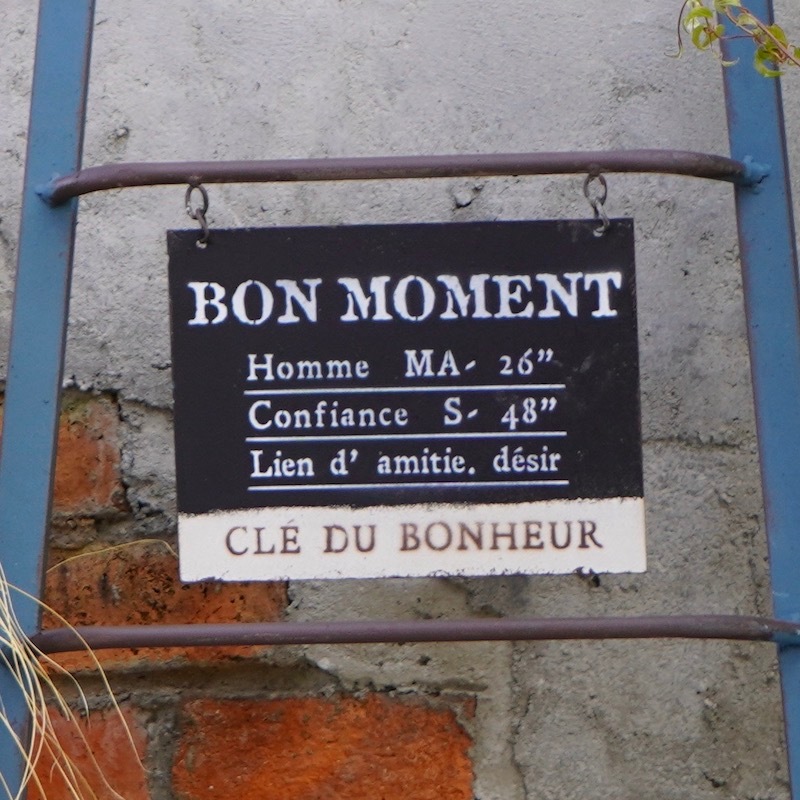 BON MOMENT
Homme MA- 26”
Confiance S- 48”
Lien d’ amitie. désir
CLÉ DU BONHEUR